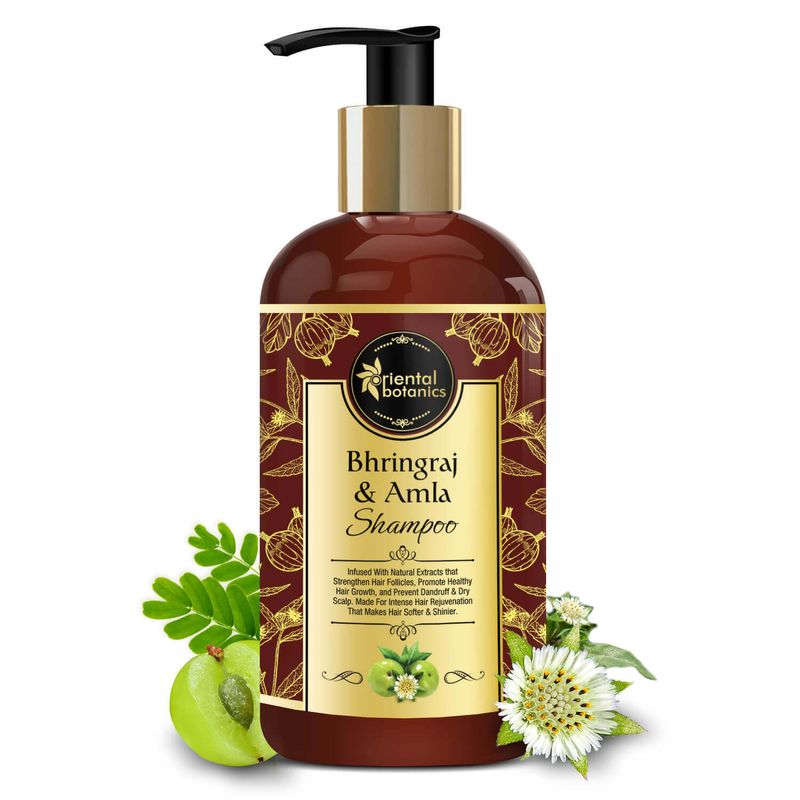 oriental
botanics
Bhringraj
& Amla
Shampoo
Infused With Natural Extracts that
Strengthen Hair Follicles, Promote Healthy
Hair Growth, and Prevent Dandruff & Dry
Scalp. Made For Intense Hair Rejuvenation
That Makes Hair Softer & Shinier.